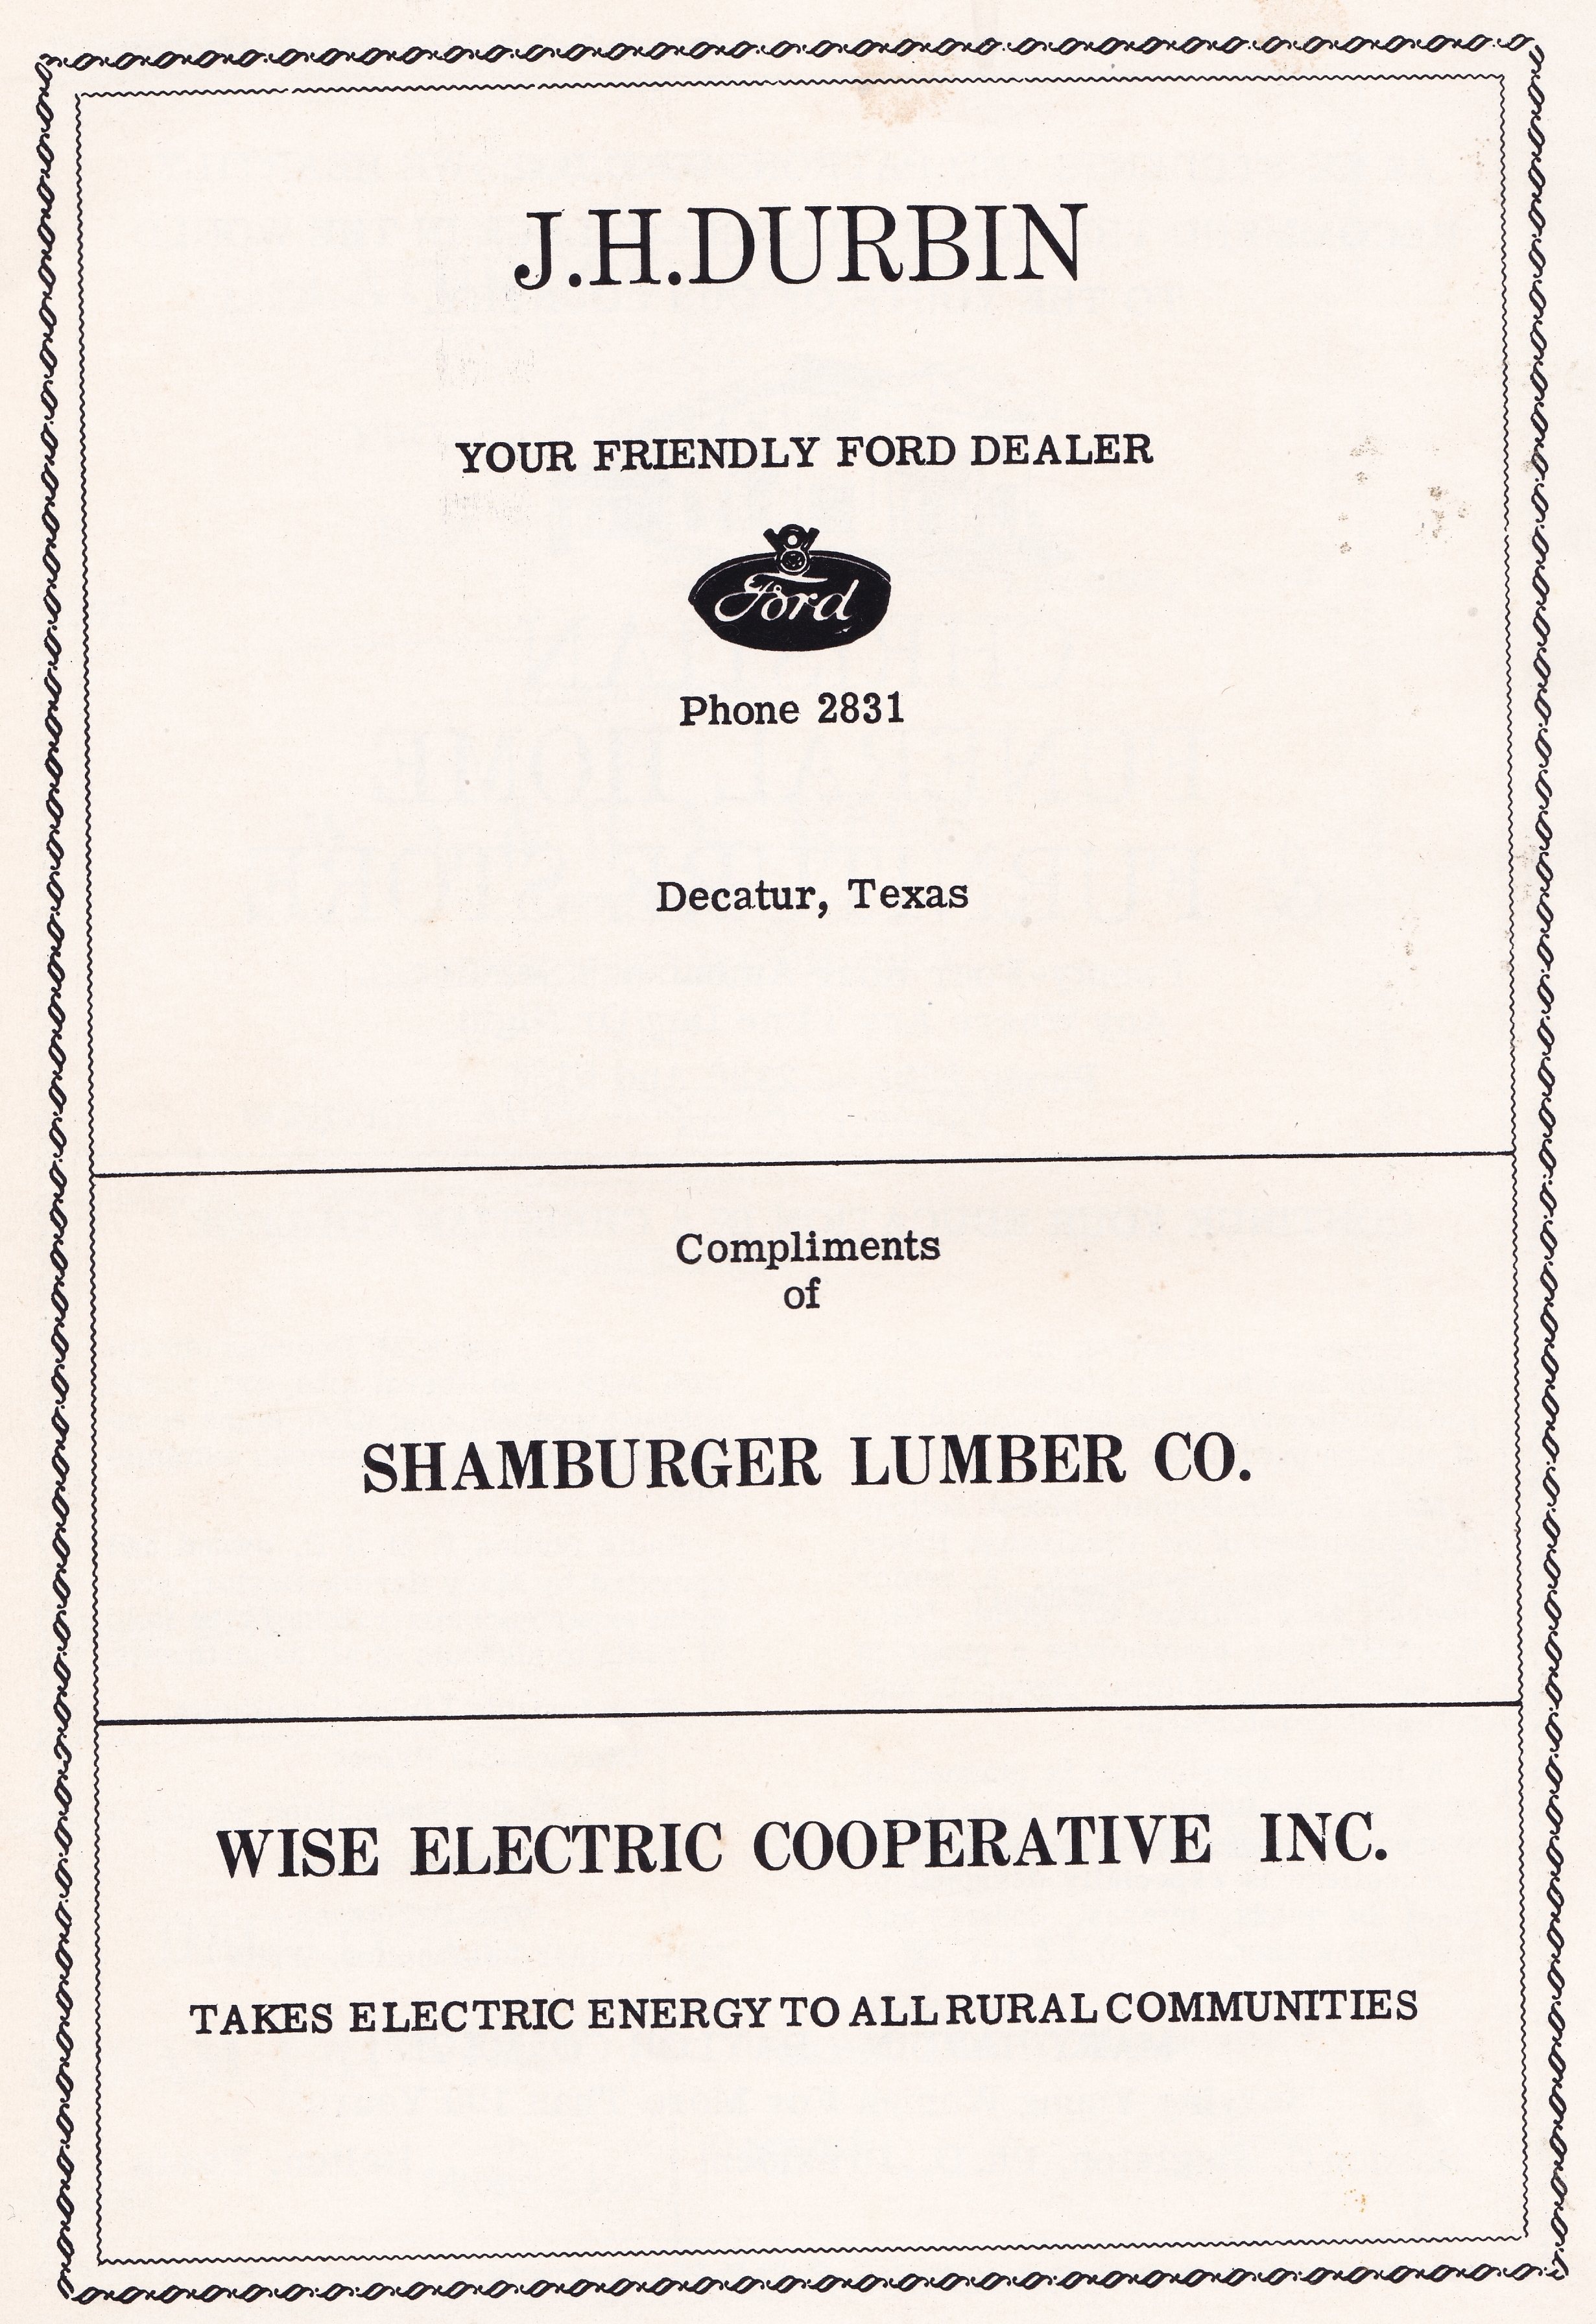 J.H.DURBIN
YOUR FRIENDLY FORD DEALER
Ford
Phone 2831
Decatur, Texas
Compliments
of
SHAMBURGER LUMBER CO.
WISE ELECTRIC COOPERATIVE INC.
TAKES ELECTRIC ENERGY TO ALL RURAL COMMUNITIES